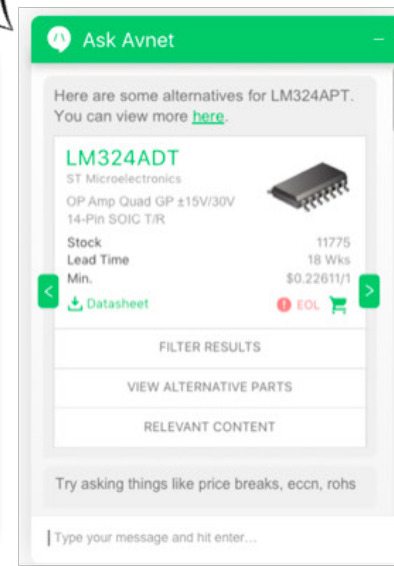 Ask Avnet
Here are some alternatives for LM324APT.
You can view more here.
LM324ADT
ST Microelectronics
OP Amp Quad GP ±15V/30V
14-Pin SOIC T/R
Stock 11775
Lead Time 18 Wks
Min. $0.22611/1
Datasheet EOL
FILTER RESULTS
VIEW ALTERNATIVE PARTS
RELEVANT CONTENT
Try asking things like price breaks, eccn, rohs
Type your message and hit enter...